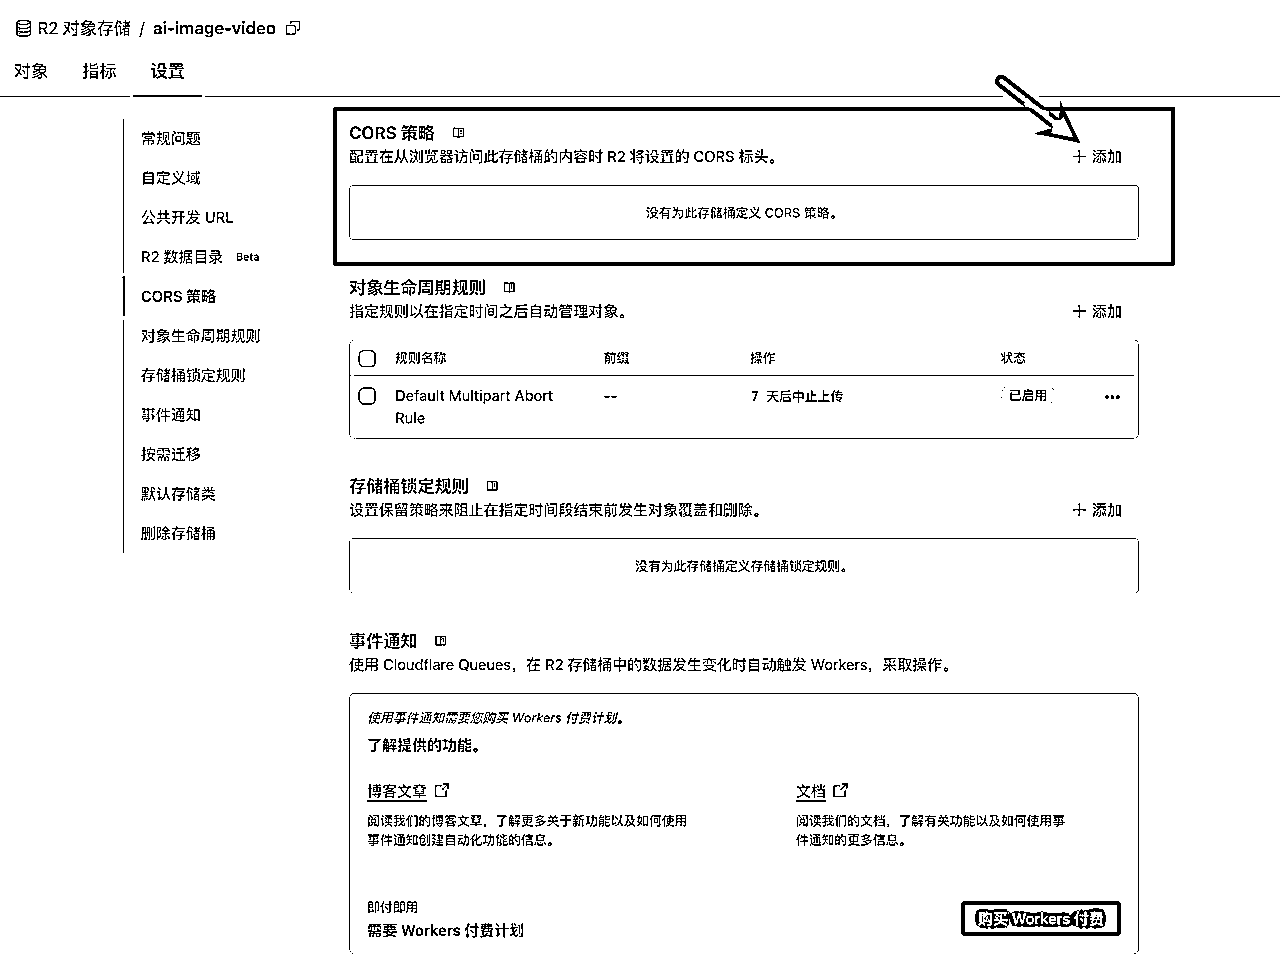 R2 对象存储 / ai-image-video
对象 指标 设置
常规问题
自定义域
公共开发 URL
R2 数据目录 Beta
CORS 策略
对象生命周期规则
存储桶锁定规则
事件通知
按需迁移
默认存储类
删除存储桶
CORS 策略
配置在从浏览器访问此存储桶的内容时 R2 将设置的 CORS 标头。
+ 添加
没有为此存储桶定义 CORS 策略。
对象生命周期规则
指定规则以在指定时间之后自动管理对象。
+ 添加
规则名称 前缀 操作 状态
Default Multipart Abort Rule -- 7 天后中止上传 已启用 •••
存储桶锁定规则
设置保留策略来阻止在指定时间段结束前发生对象覆盖和删除。
+ 添加
没有为此存储桶定义存储桶锁定规则。
事件通知
使用 Cloudflare Queues，在 R2 存储桶中的数据发生变化时自动触发 Workers，采取操作。
使用事件通知需要您购买 Workers 付费计划。
了解提供的功能。
博客文章
阅读我们的博客文章，了解更多关于新功能以及如何使用
事件通知创建自动化功能的信息。
文档
阅读我们的文档，了解有关功能以及如何使用事
件通知的更多信息。
即付即用
需要 Workers 付费计划
购买 Workers 付费